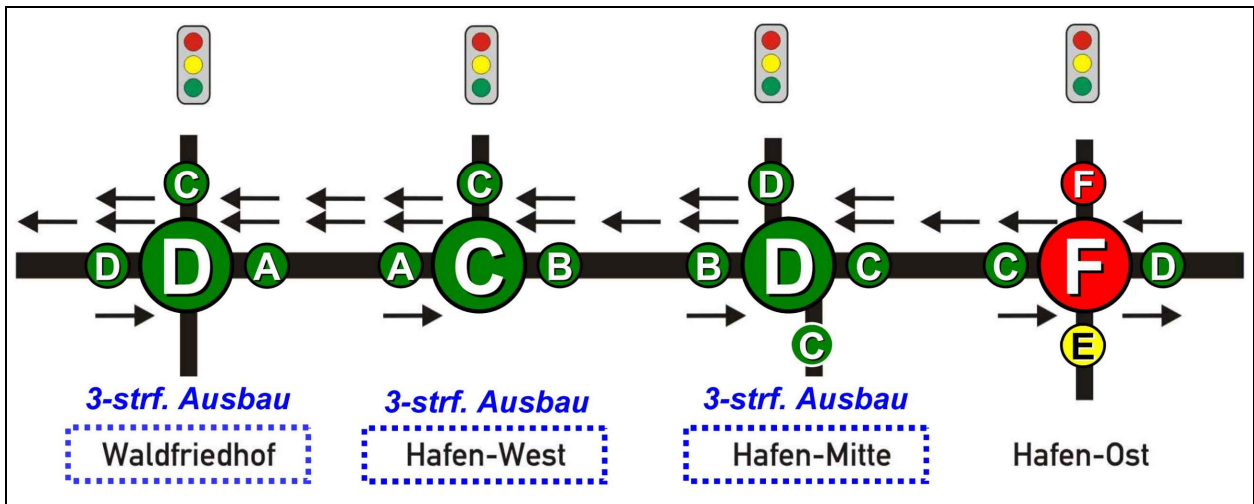 C
C
D
F
D
D
A
A
C
B
B
D
C
C
F
D
C
E
3-strf. Ausbau
3-strf. Ausbau
3-strf. Ausbau
Waldfriedhof
Hafen-West
Hafen-Mitte
Hafen-Ost